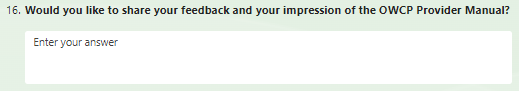 16. Would you like to share your feedback and your impression of the OWCP Provider Manual?
Enter your answer